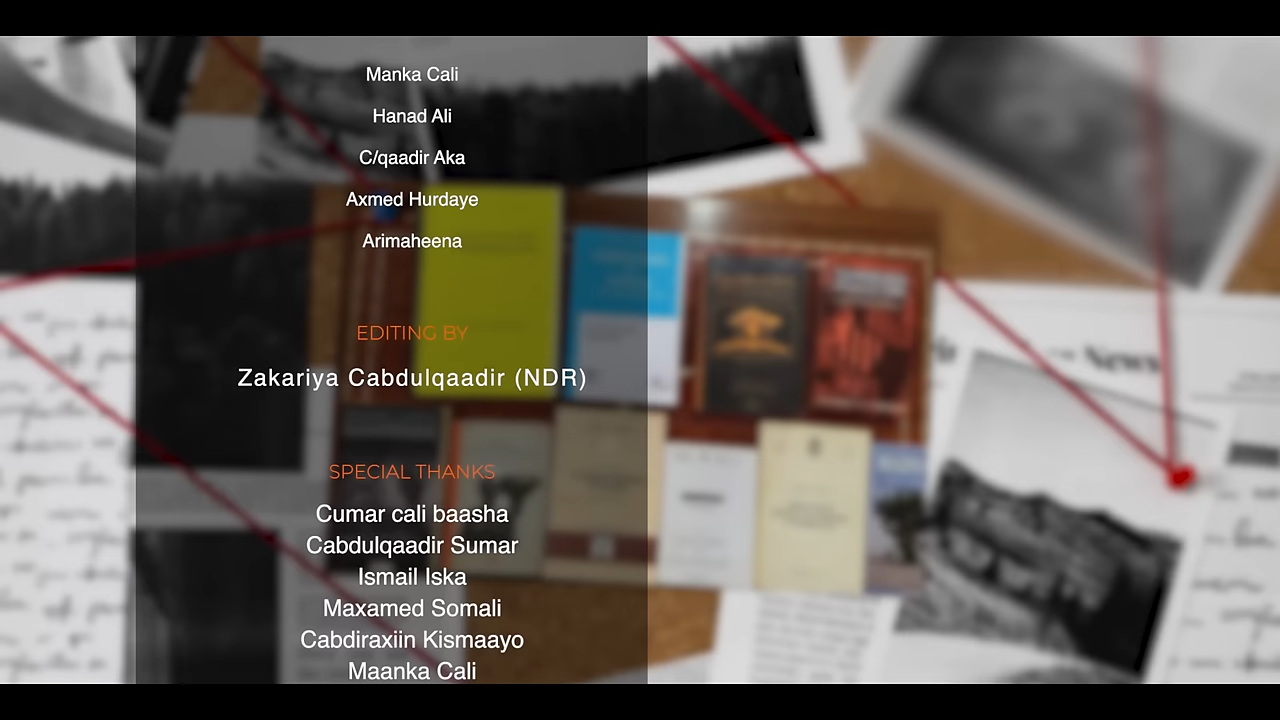 Manka Cali
Hanad Ali
C/qaadir Aka
Axmed Hurdaye
Arimaheena
EDITING BY
Zakariya Cabdulqaadir (NDR)
SPECIAL THANKS
Cumar cali baasha
Cabdulqaadir Sumar
Ismail Iska
Maxamed Somali
Cabdiraxiin Kismaayo
Maanka Cali